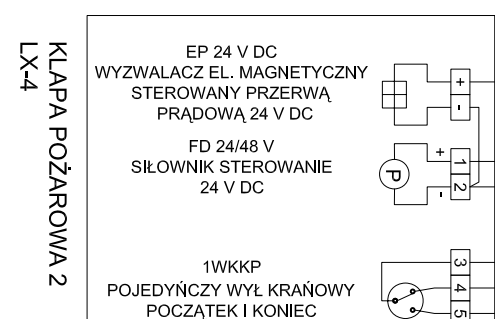 KLAPA POŻAROWA 2
LX-4
EP 24 V DC
WYZWALACZ EL. MAGNETYCZNY
STEROWANY PRZERWĄ
PRĄDOWĄ 24 V DC
+
-
FD 24/48 V
SIŁOWNIK STEROWANIE
24 V DC
P
+
-
1
2
1WKKP
POJEDYŃCZY WYŁ KRAŃOWY
POCZĄTEK I KONIEC
3
4
5